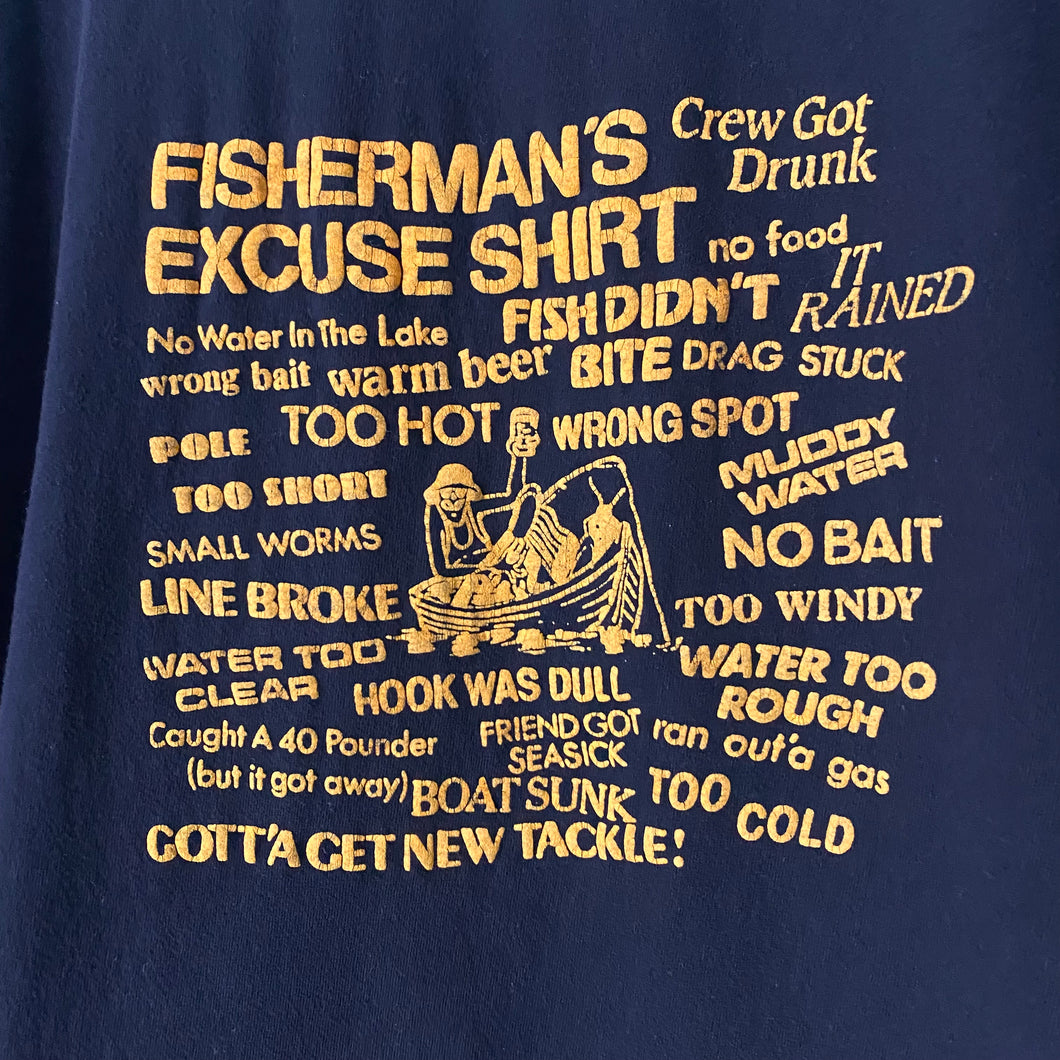 FISHERMAN'S
EXCUSE SHIRT
Crew Got
Drunk
no food
IT
RAINED
No Water In The Lake
FISH DIDN'T
BITE
wrong bait
warm beer
DRAG STUCK
POLE
TOO SHORT
TOO HOT
WRONG SPOT
MUDDY
WATER
SMALL WORMS
NO BAIT
LINE BROKE
TOO WINDY
WATER TOO
CLEAR
HOOK WAS DULL
WATER TOO
ROUGH
Caught A 40 Pounder
(but it got away)
FRIEND GOT
SEASICK
ran out'a gas
BOAT SUNK
TOO
COLD
GOTT'A GET NEW TACKLE!